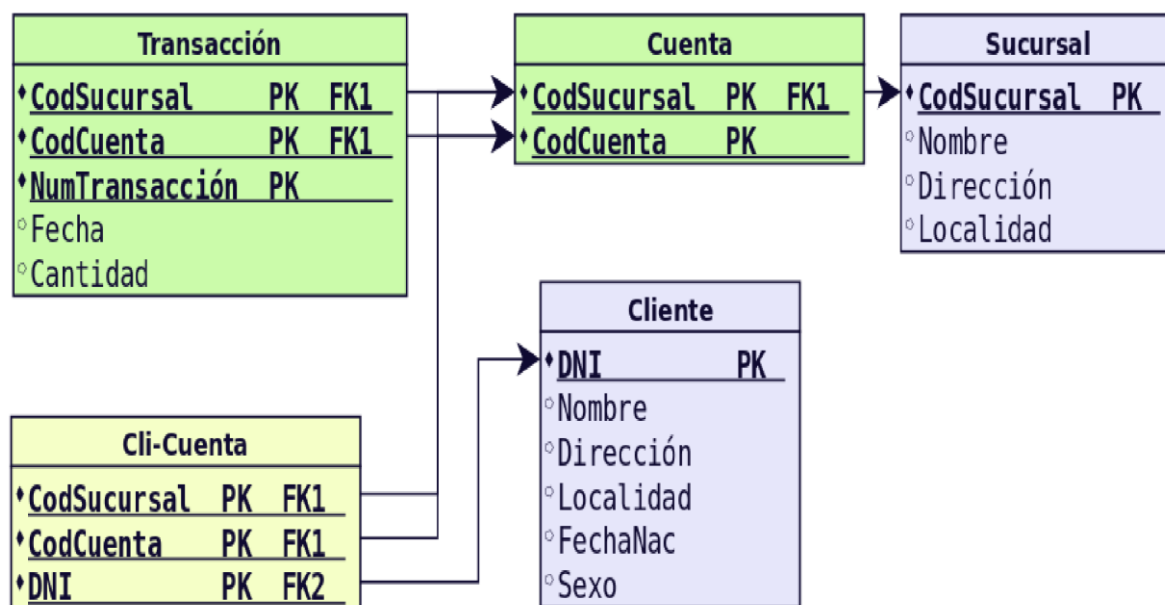 Transacción
CodSucursal PK FK1
CodCuenta PK FK1
NumTransacción PK
Fecha
Cantidad
Cuenta
CodSucursal PK FK1
CodCuenta PK
Sucursal
CodSucursal PK
Nombre
Dirección
Localidad
Cliente
DNI PK
Nombre
Dirección
Localidad
FechaNac
Sexo
Cli-Cuenta
CodSucursal PK FK1
CodCuenta PK FK1
DNI PK FK2